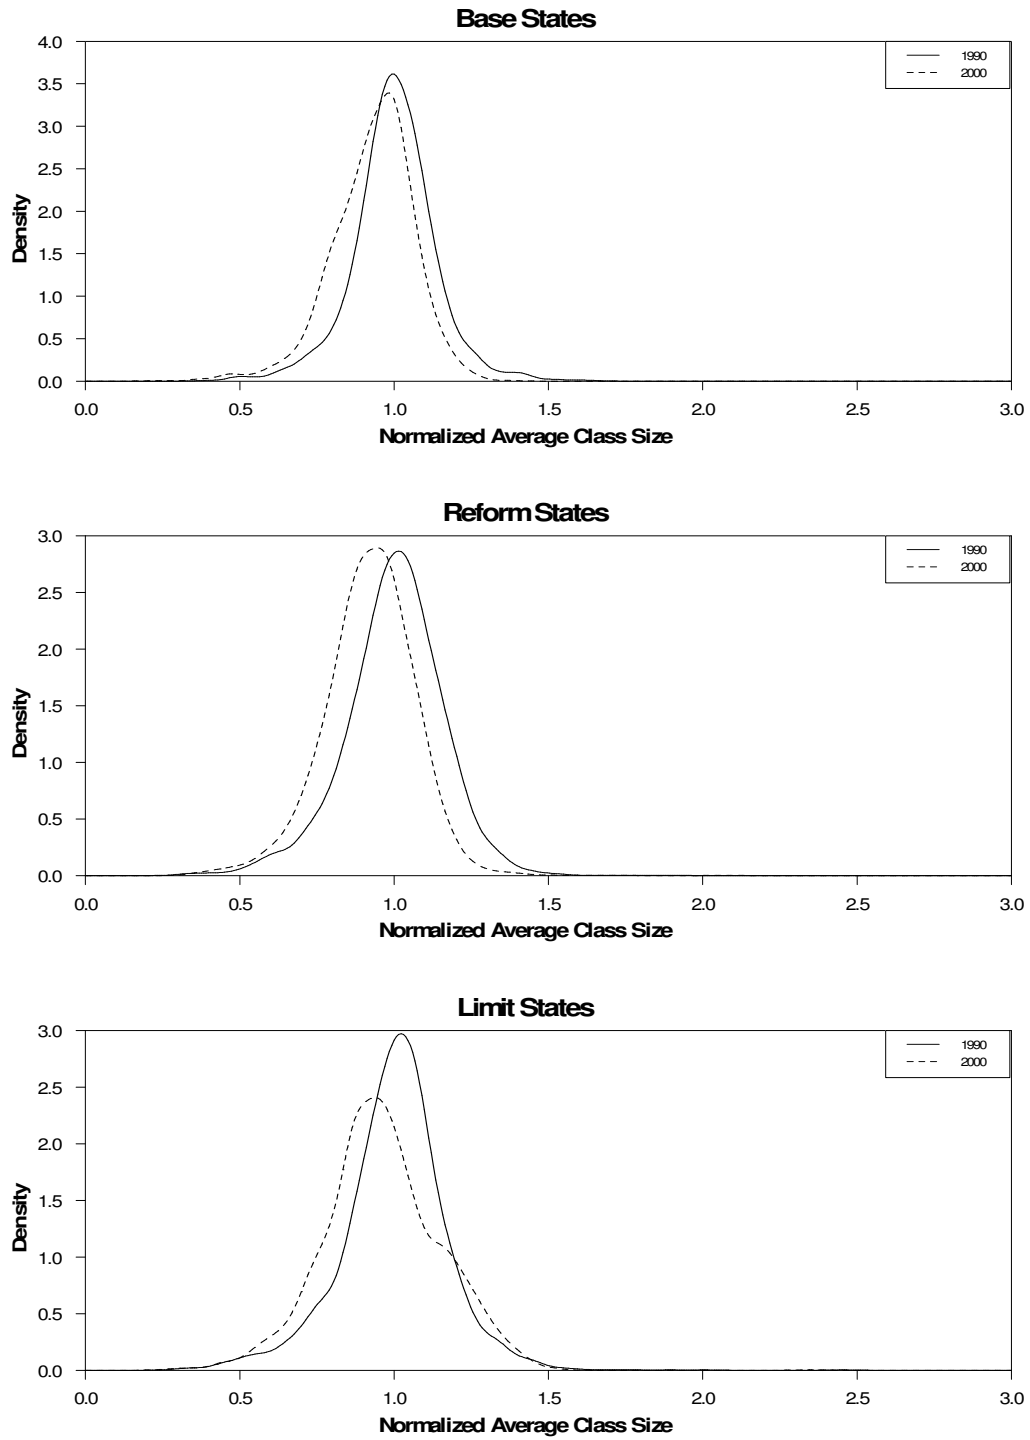 Base States
4.0
3.5
3.0
2.5
2.0
1.5
1.0
0.5
0.0
Density
1990
2000
0.0 0.5 1.0 1.5 2.0 2.5 3.0
Normalized Average Class Size
Reform States
3.0
2.5
2.0
1.5
1.0
0.5
0.0
Density
1990
2000
0.0 0.5 1.0 1.5 2.0 2.5 3.0
Normalized Average Class Size
Limit States
3.0
2.5
2.0
1.5
1.0
0.5
0.0
Density
1990
2000
0.0 0.5 1.0 1.5 2.0 2.5 3.0
Normalized Average Class Size